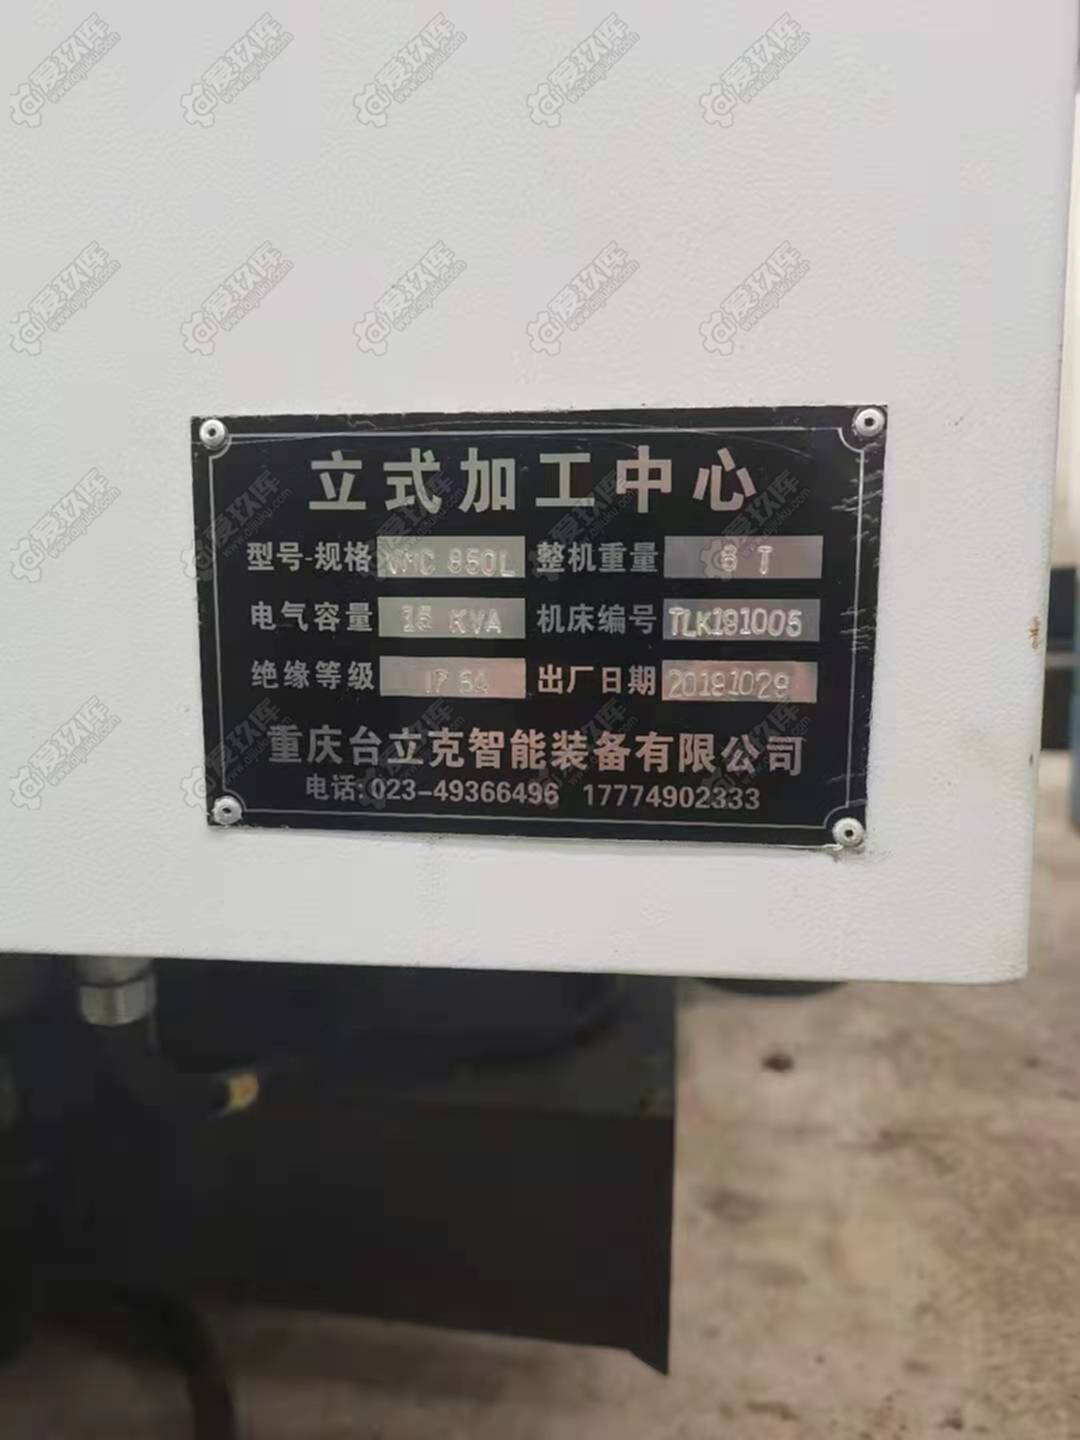 立式加工中心
型号-规格 VMC 850L 整机重量 6 T
电气容量 15 KVA 机床编号 TLK191005
绝缘等级 IP 54 出厂日期 20191029
重庆台立克智能装备有限公司
电话:023-49366496 17774902333